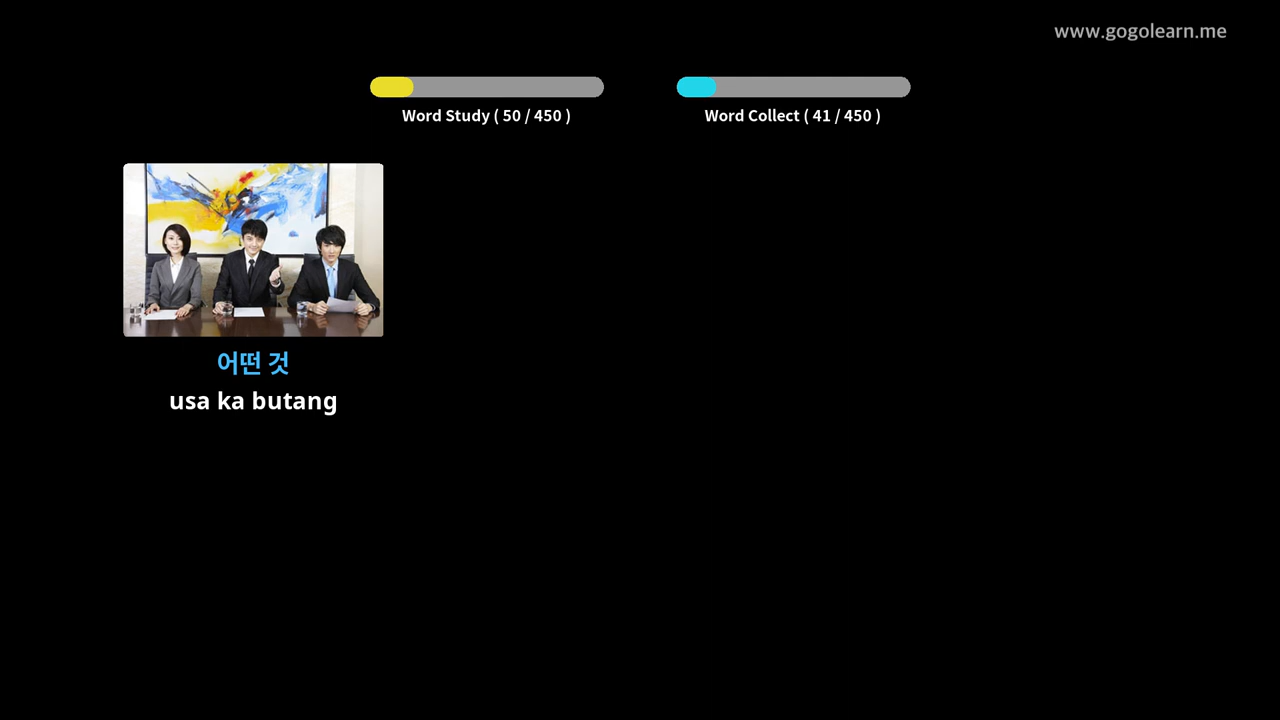 www.gogolearn.me
Word Study ( 50 / 450 )
Word Collect ( 41 / 450 )
어떤 것
usa ka butang